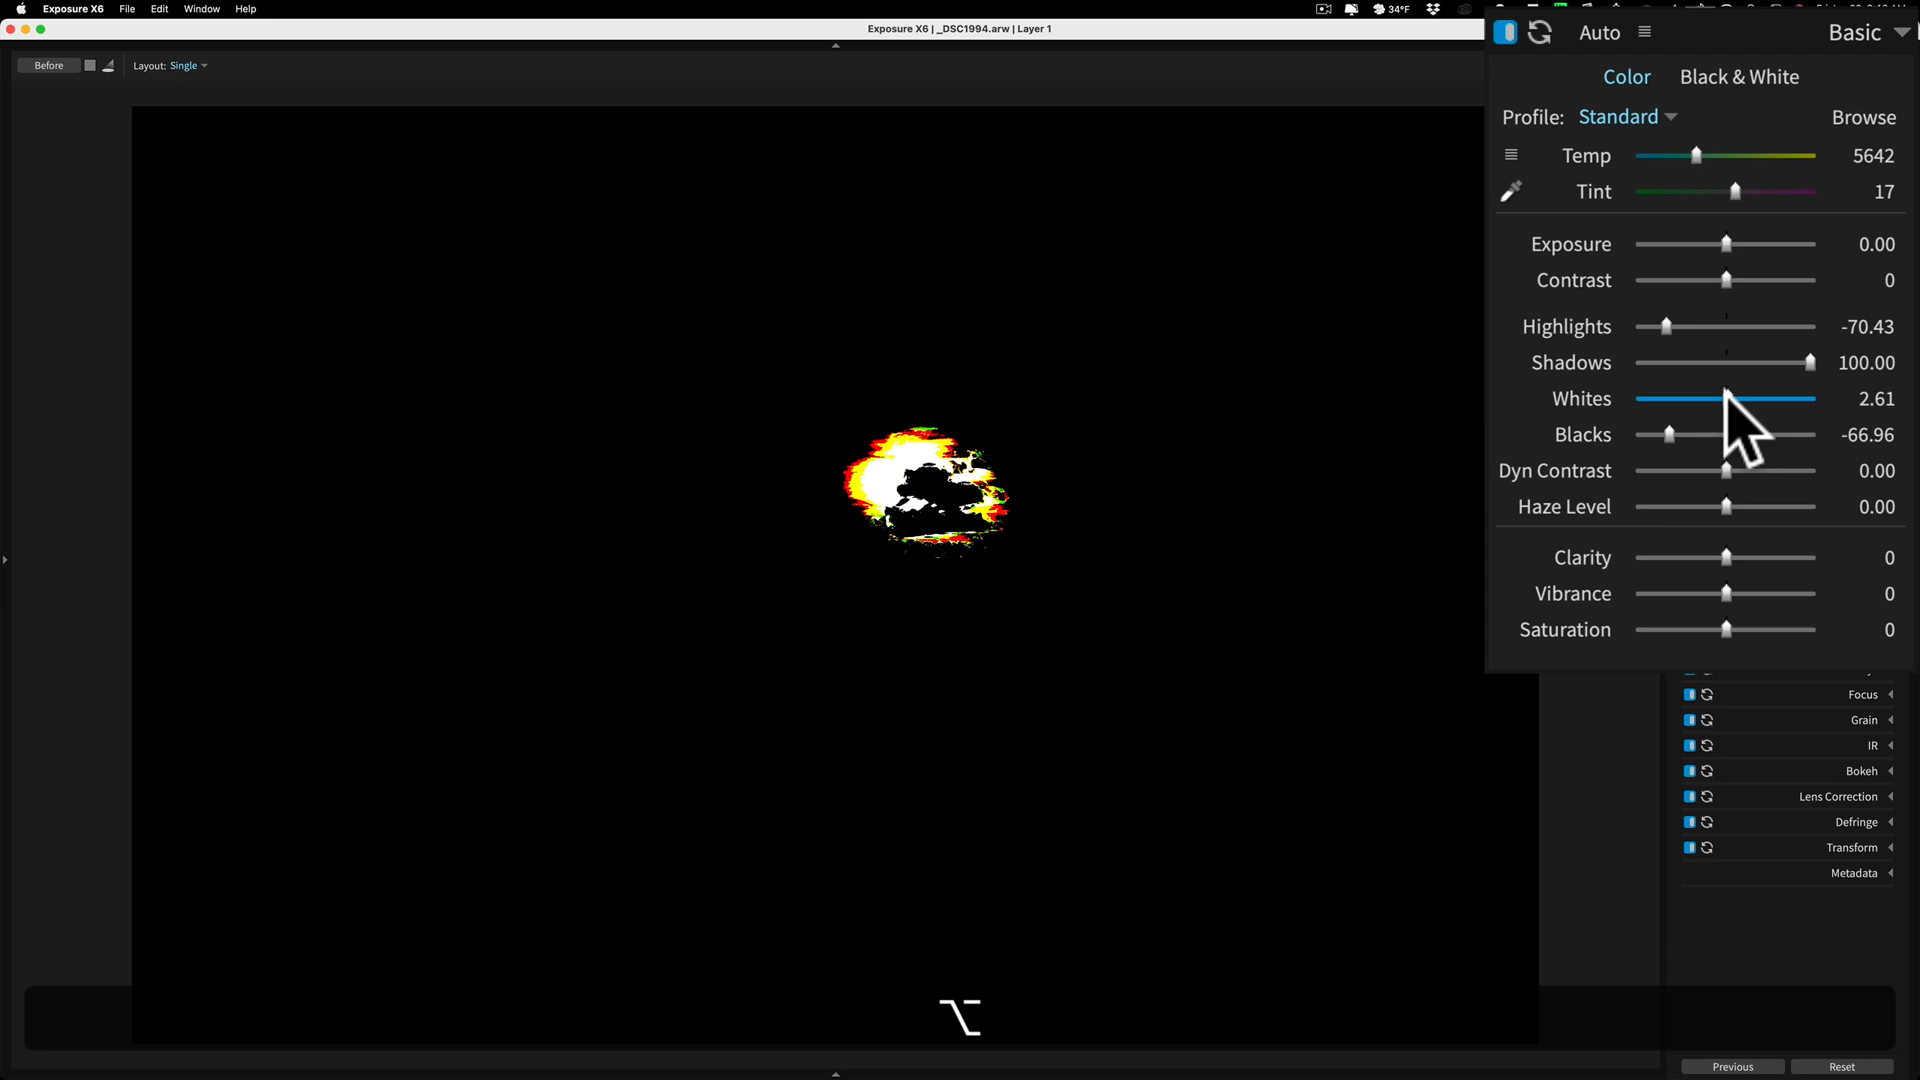 Exposure X6 File Edit Window Help
34°F
Exposure X6 | _DSC1994.arw | Layer 1
Before Layout: Single
Auto Basic
Color Black & White
Profile: Standard Browse
Temp 5642
Tint 17
Exposure 0.00
Contrast 0
Highlights -70.43
Shadows 100.00
Whites 2.61
Blacks -66.96
Dyn Contrast 0.00
Haze Level 0.00
Clarity 0
Vibrance 0
Saturation 0
Focus
Grain
IR
Bokeh
Lens Correction
Defringe
Transform
Metadata
⌥
Previous Reset